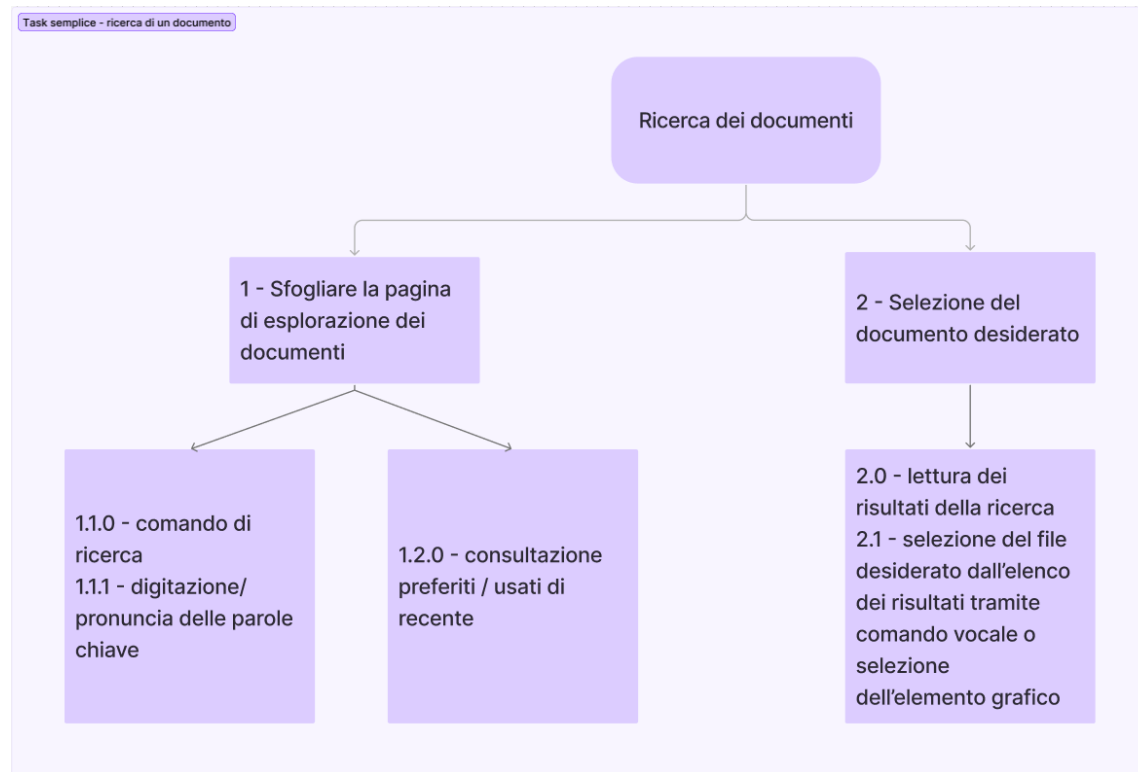 Task semplice - ricerca di un documento
Ricerca dei documenti
1 - Sfogliare la pagina
di esplorazione dei
documenti
2 - Selezione del
documento desiderato
1.1.0 - comando di
ricerca
1.1.1 - digitazione/
pronuncia delle parole
chiave
1.2.0 - consultazione
preferiti / usati di
recente
2.0 - lettura dei
risultati della ricerca
2.1 - selezione del file
desiderato dall’elenco
dei risultati tramite
comando vocale o
selezione
dell’elemento grafico